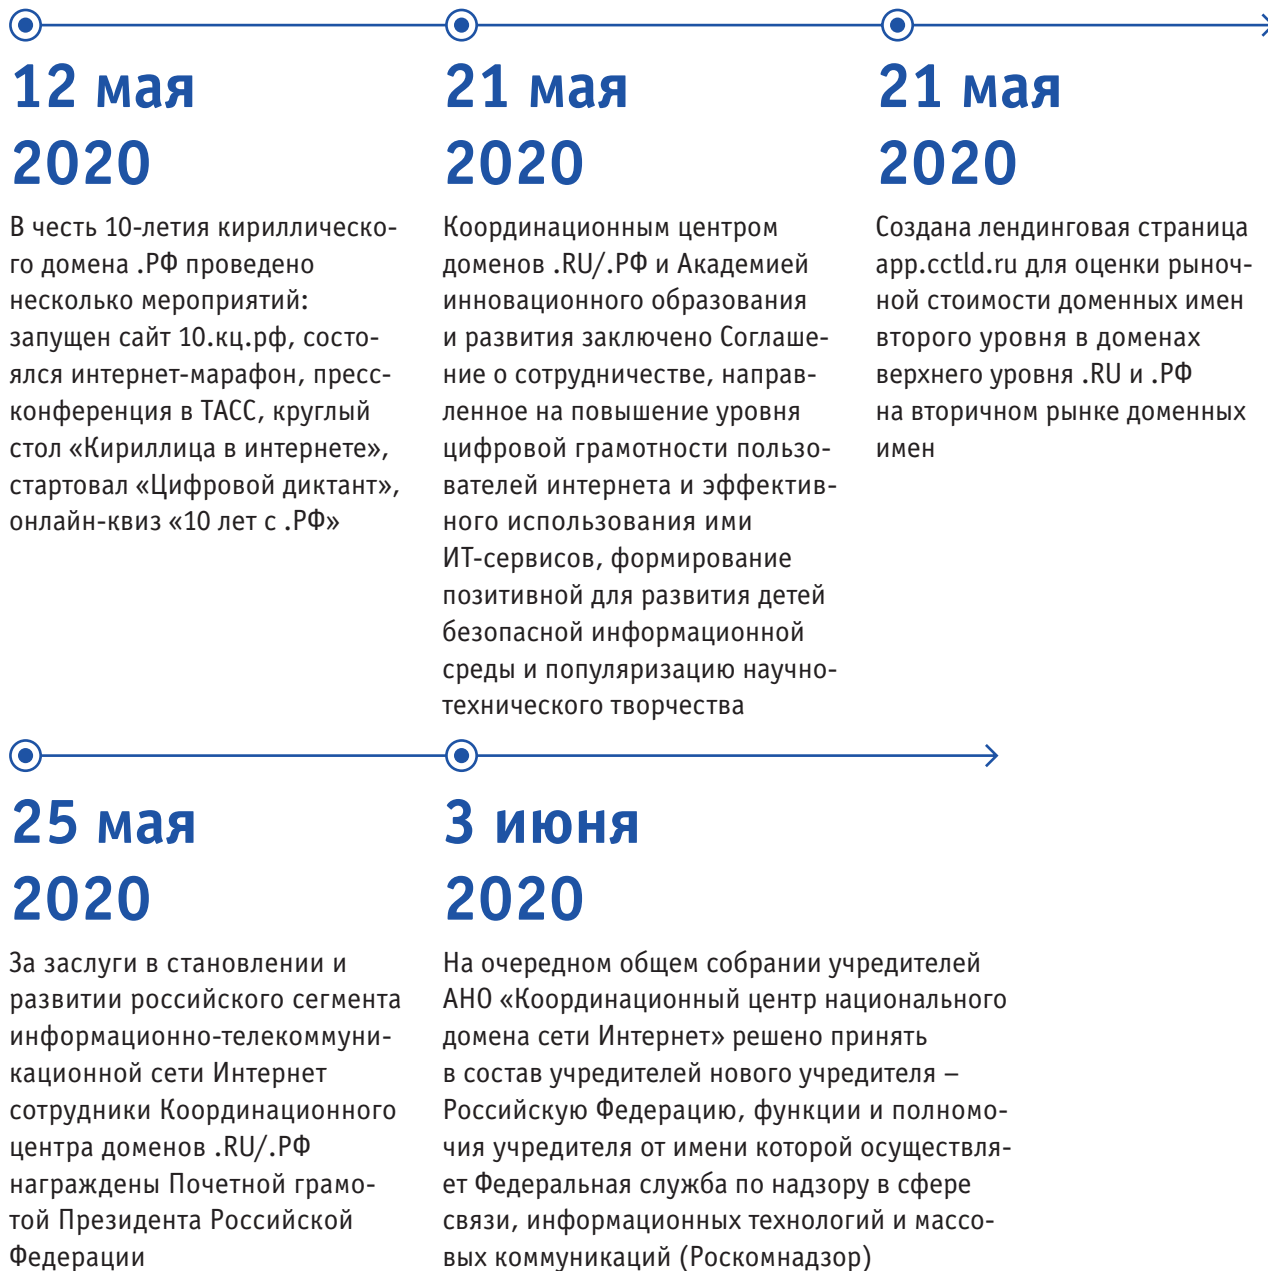 12 мая
2020
В честь 10-летия кириллическо-
го домена .РФ проведено
несколько мероприятий:
запущен сайт 10.кц.рф, состо-
ялся интернет-марафон, пресс-
конференция в ТАСС, круглый
стол «Кириллица в интернете»,
стартовал «Цифровой диктант»,
онлайн-квиз «10 лет с .РФ»
21 мая
2020
Координационным центром
доменов .RU/.РФ и Академией
инновационного образования
и развития заключено Соглаше-
ние о сотрудничестве, направ-
ленное на повышение уровня
цифровой грамотности пользо-
вателей интернета и эффектив-
ного использования ими
ИТ-сервисов, формирование
позитивной для развития детей
безопасной информационной
среды и популяризацию научно-
технического творчества
21 мая
2020
Создана лендинговая страница
app.cctld.ru для оценки рыноч-
ной стоимости доменных имен
второго уровня в доменах
верхнего уровня .RU и .РФ
на вторичном рынке доменных
имен
25 мая
2020
За заслуги в становлении и
развитии российского сегмента
информационно-телекоммуни-
кационной сети Интернет
сотрудники Координационного
центра доменов .RU/.РФ
награждены Почетной грамо-
той Президента Российской
Федерации
3 июня
2020
На очередном общем собрании учредителей
АНО «Координационный центр национального
домена сети Интернет» решено принять
в состав учредителей нового учредителя –
Российскую Федерацию, функции и полномо-
чия учредителя от имени которой осуществля-
ет Федеральная служба по надзору в сфере
связи, информационных технологий и массо-
вых коммуникаций (Роскомнадзор)